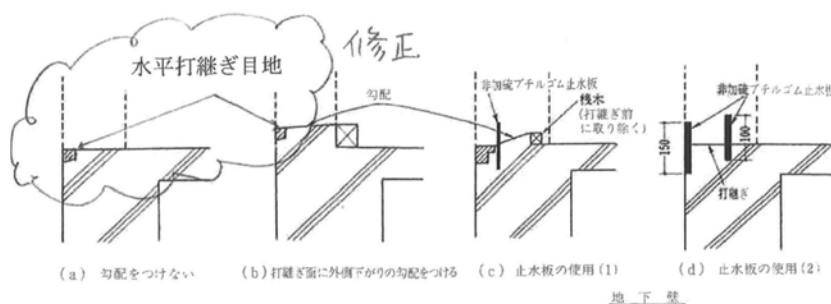 修正
水平打継ぎ目地
勾配
非加硫ブチルゴム止水板
桟木
(打継ぎ前
に取り除く)
非加硫ブチルゴム止水板
150
100
打継ぎ
(a) 勾配をつけない
(b) 打継ぎ面に外側下がりの勾配をつける
(c) 止水板の使用(1)
(d) 止水板の使用(2)
地下壁